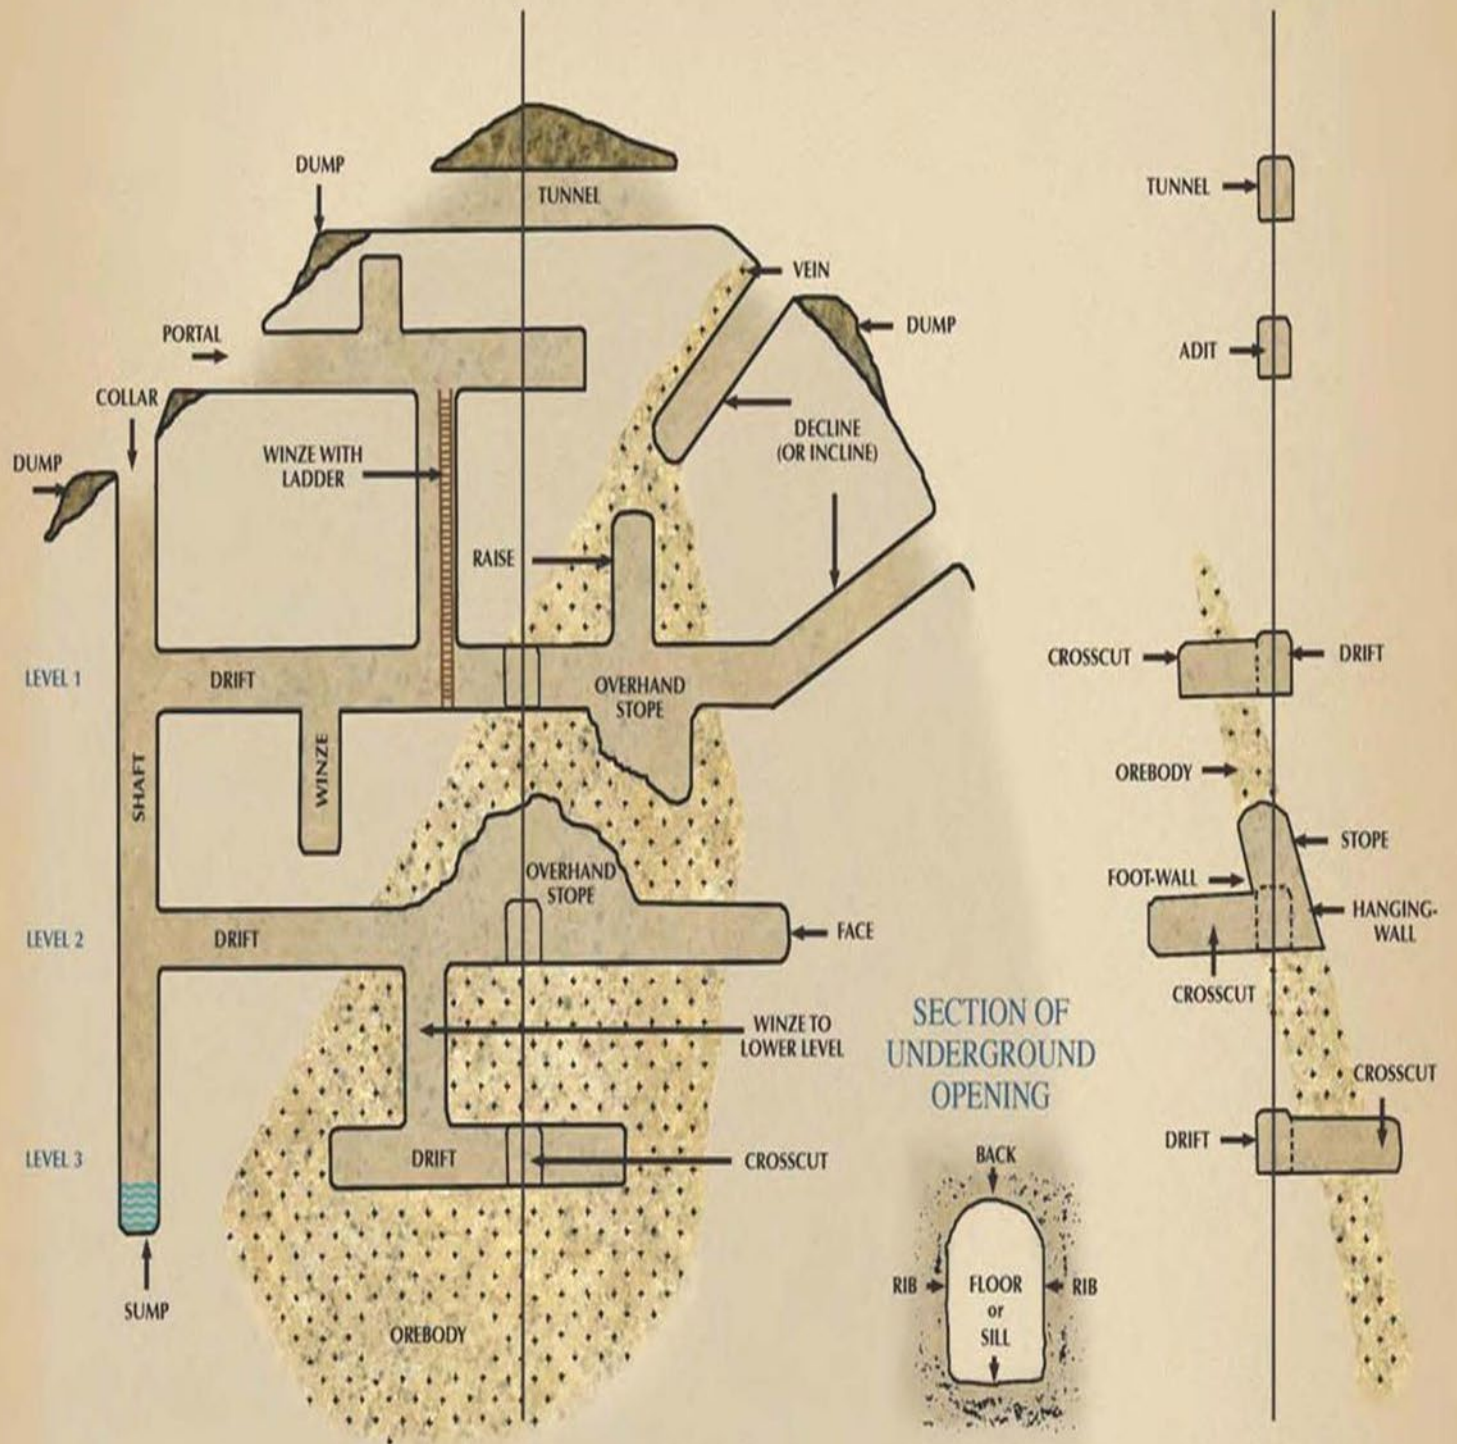 DUMP
TUNNEL
VEIN
DUMP
PORTAL
COLLAR
DUMP
WINZE WITH
LADDER
DECLINE
(OR INCLINE)
RAISE
LEVEL 1
DRIFT
OVERHAND
STOPE
SHAFT
WINZE
OVERHAND
STOPE
LEVEL 2
DRIFT
FACE
WINZE TO
LOWER LEVEL
LEVEL 3
DRIFT
CROSSCUT
SUMP
OREBODY
SECTION OF
UNDERGROUND
OPENING
BACK
RIB
FLOOR
or
SILL
RIB
TUNNEL
ADIT
CROSSCUT
DRIFT
OREBODY
STOPE
FOOT-WALL
HANGING-
WALL
CROSSCUT
CROSSCUT
DRIFT